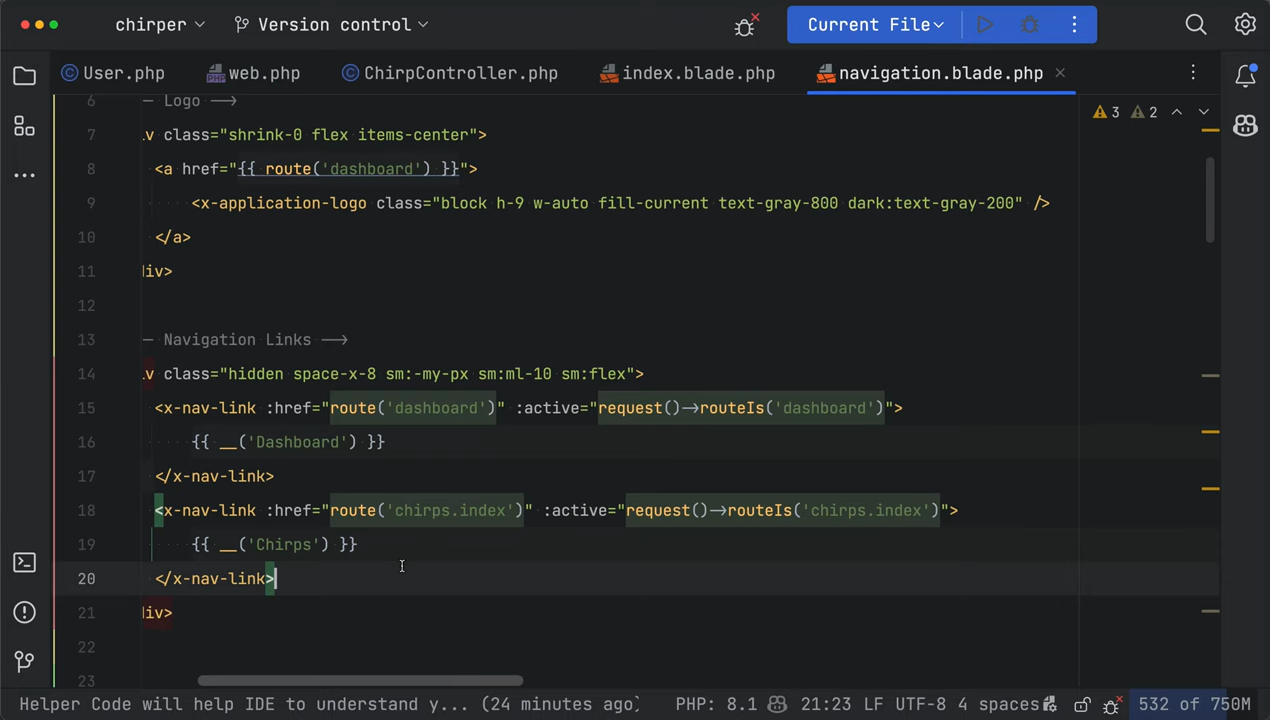 chirper Version control Current File
User.php web.php ChirpController.php index.blade.php navigation.blade.php
6 — Logo -->
3 2
7 v class="shrink-0 flex items-center">
8 <a href="{{ route('dashboard') }}">
9 <x-application-logo class="block h-9 w-auto fill-current text-gray-800 dark:text-gray-200" />
10 </a>
11 div>
12
13 — Navigation Links -->
14 v class="hidden space-x-8 sm:-my-px sm:ml-10 sm:flex">
15 <x-nav-link :href="route('dashboard')" :active="request()->routeIs('dashboard')">
16 {{ __('Dashboard') }}
17 </x-nav-link>
18 <x-nav-link :href="route('chirps.index')" :active="request()->routeIs('chirps.index')">
19 {{ __('Chirps') }}
20 </x-nav-link>
21 div>
22
23
Helper Code will help IDE to understand y... (24 minutes ago) PHP: 8.1 21:23 LF UTF-8 4 spaces 532 of 750M